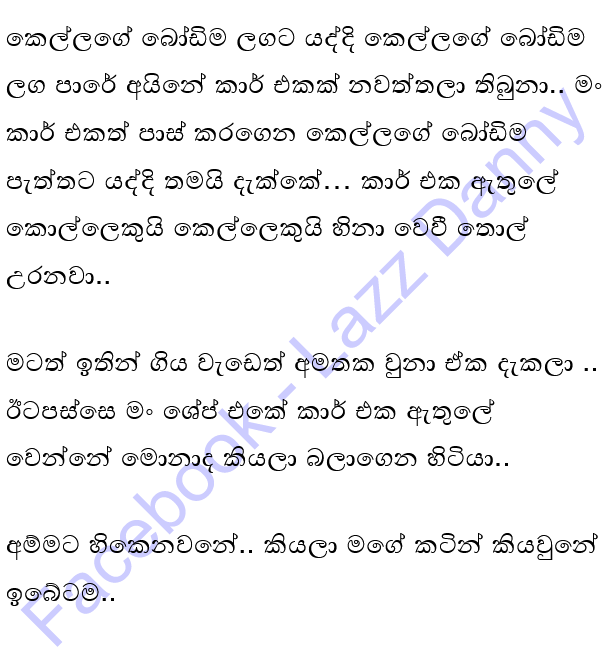 කෙල්ලගේ බෝඩිම ලගට යද්දි කෙල්ලගේ බෝඩිම
ලග පාරේ අයිනේ කාර් එකක් නවත්තලා තිබුනා.. මං
කාර් එකත් පාස් කරගෙන කෙල්ලගේ බෝඩිම
පැත්තට යද්දි තමයි දැක්කේ... කාර් එක ඇතුලේ
කොල්ලෙකුයි කෙල්ලෙකුයි හිනා වෙවී තොල්
උරනවා..
මටත් ඉතින් ගිය වැඩෙත් අමතක වුනා ඒක දැකලා ..
ඊටපස්සෙ මං ශේප් එකේ කාර් එක ඇතුලේ
වෙන්නේ මොනාද කියලා බලාගෙන හිටියා..
අම්මට හිකෙනවනේ.. කියලා මගේ කටින් කියවුනේ
ඉබේටම..
Facebook - Lazz Danny